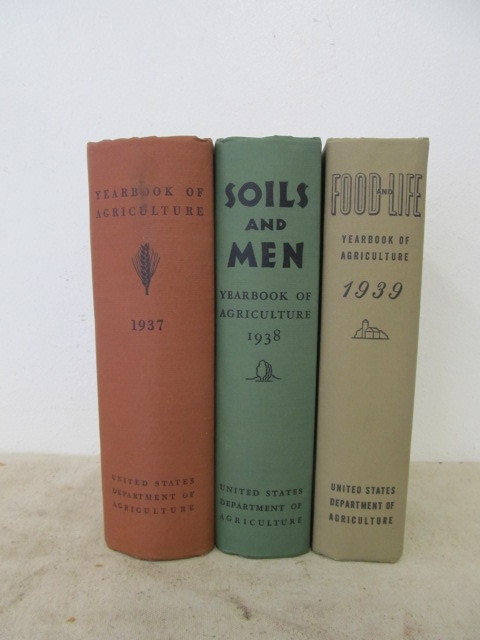 YEARBOOK OF
AGRICULTURE
1937
UNITED STATES
DEPARTMENT OF
AGRICULTURE
SOILS
AND
MEN
YEARBOOK OF
AGRICULTURE
1938
UNITED STATES
DEPARTMENT OF
AGRICULTURE
FOOD AND LIFE
YEARBOOK OF
AGRICULTURE
1939
UNITED STATES
DEPARTMENT OF
AGRICULTURE